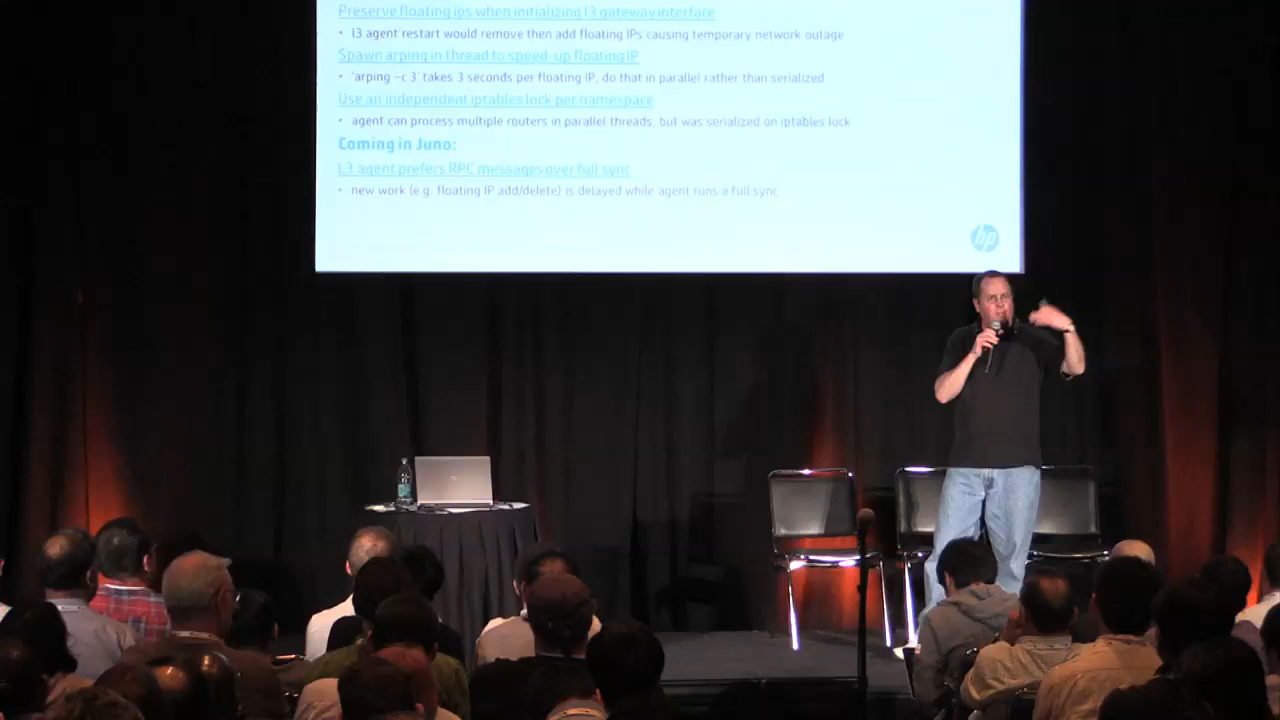 Preserve floating ips when initializing l3 gateway interface
• l3 agent restart would remove then add floating IPs causing temporary network outage
Spawn arping in thread to speed-up floating IP
• 'arping –c 3' takes 3 seconds per floating IP, do that in parallel rather than serialized
Use an independent iptables lock per namespace
• agent can process multiple routers in parallel threads, but was serialized on iptables lock
Coming in Juno:
L3 agent prefers RPC messages over full sync
• new work (e.g. floating IP add/delete) is delayed while agent runs a full sync
hp